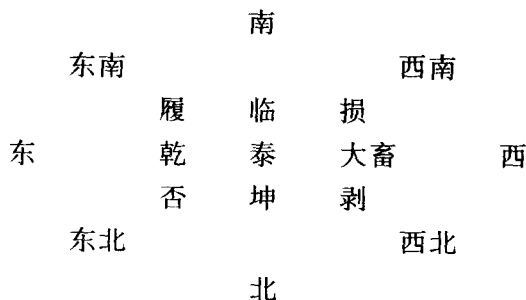 南
东南 西南
履 临 损
东 乾 泰 大畜 西
否 坤 剥
东北 西北
北